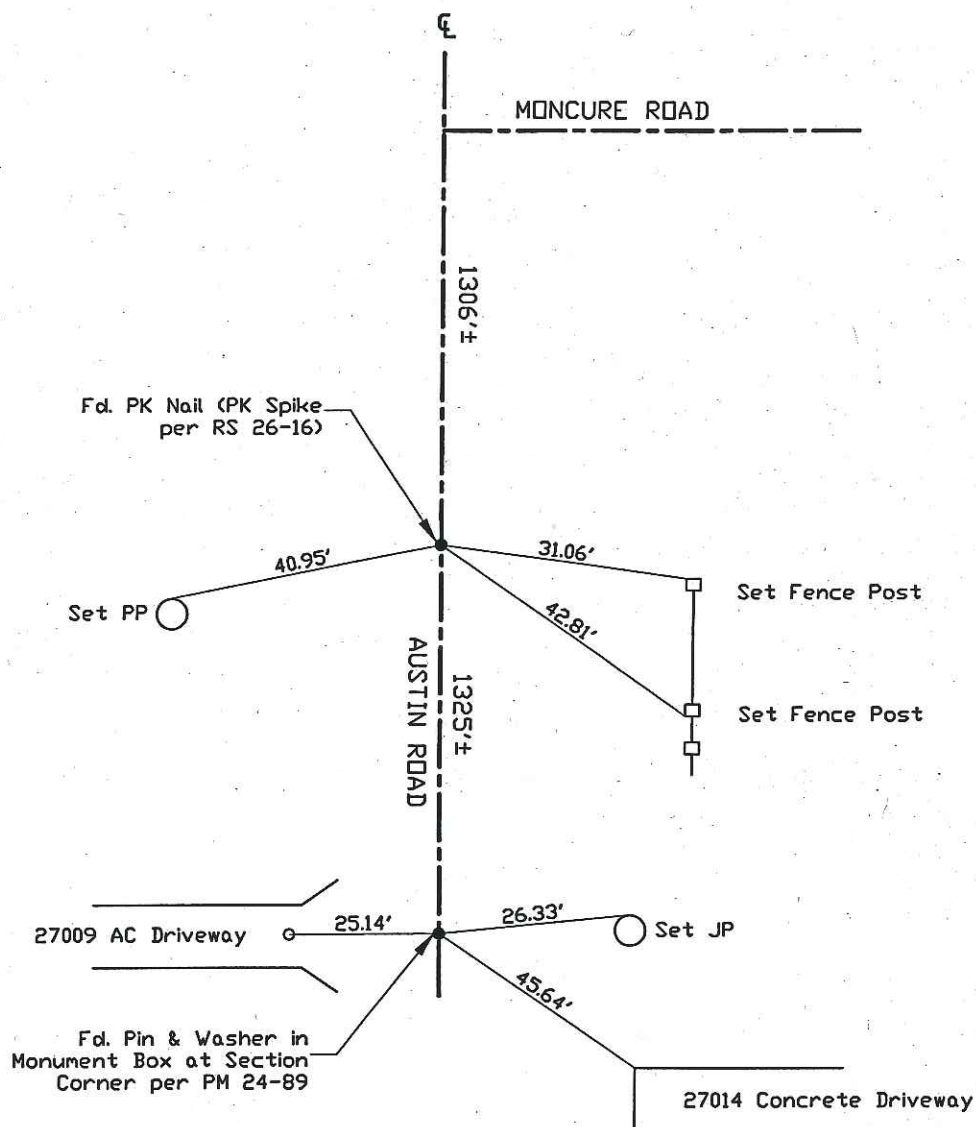 ℄
MONCURE ROAD
1306'±
Fd. PK Nail (PK Spike
per RS 26-16)
40.95'
31.06'
Set PP
Set Fence Post
42.81'
AUSTIN ROAD
1325'±
Set Fence Post
27009 AC Driveway
25.14'
26.33'
Set JP
45.64'
Fd. Pin & Washer in
Monument Box at Section
Corner per PM 24-89
27014 Concrete Driveway